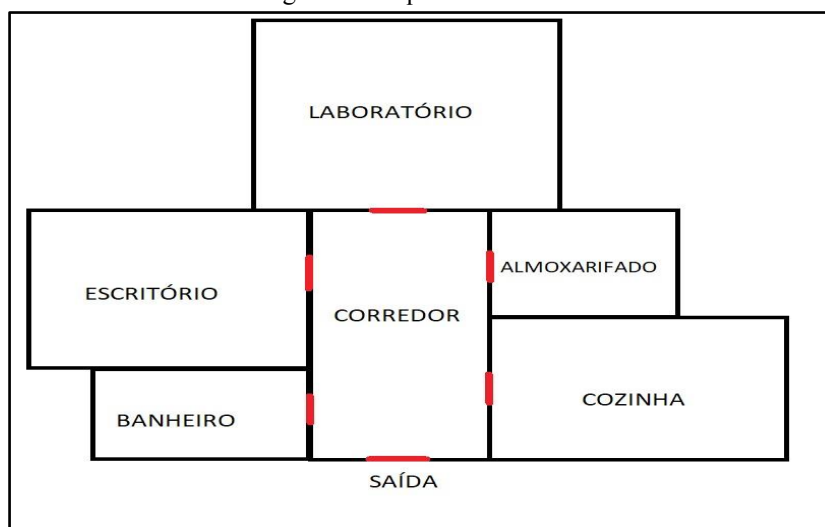 LABORATÓRIO
ALMOXARIFADO
ESCRITÓRIO
CORREDOR
COZINHA
BANHEIRO
SAÍDA